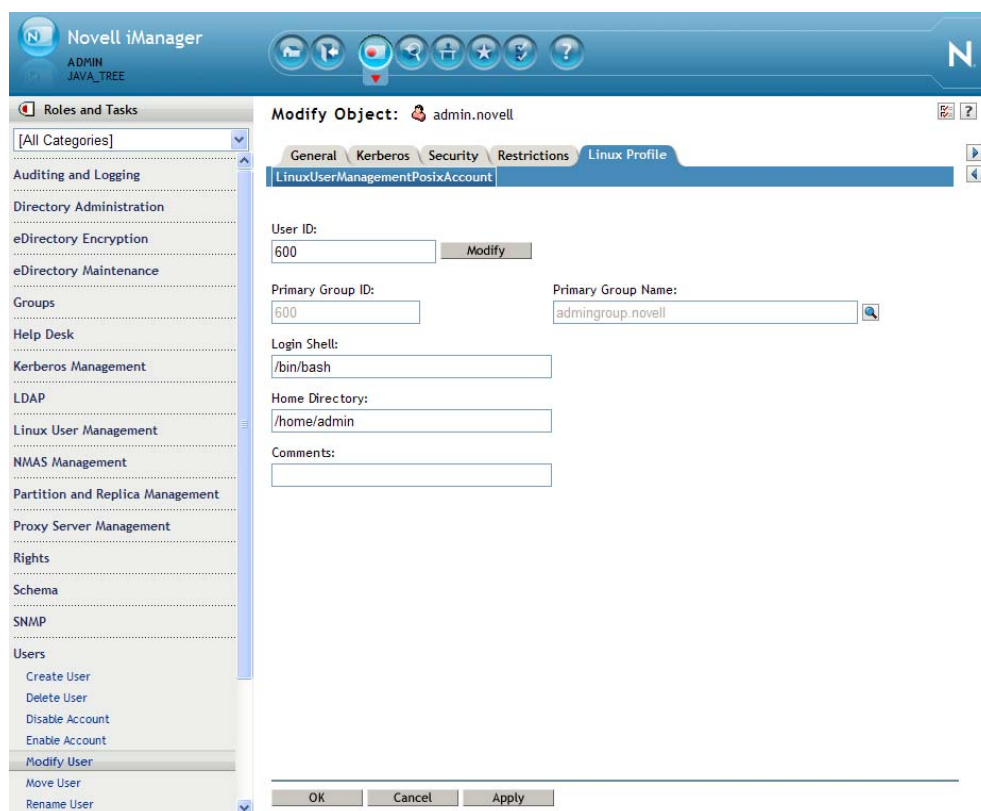 Novell iManager
ADMIN
JAVA_TREE
N
Roles and Tasks
[All Categories]
Auditing and Logging
Directory Administration
eDirectory Encryption
eDirectory Maintenance
Groups
Help Desk
Kerberos Management
LDAP
Linux User Management
NMAS Management
Partition and Replica Management
Proxy Server Management
Rights
Schema
SNMP
Users
Create User
Delete User
Disable Account
Enable Account
Modify User
Move User
Rename User
Modify Object: admin.novell
General Kerberos Security Restrictions Linux Profile
LinuxUserManagementPosixAccount
User ID:
600 Modify
Primary Group ID: Primary Group Name:
600 admingroup.novell
Login Shell:
/bin/bash
Home Directory:
/home/admin
Comments:
OK Cancel Apply